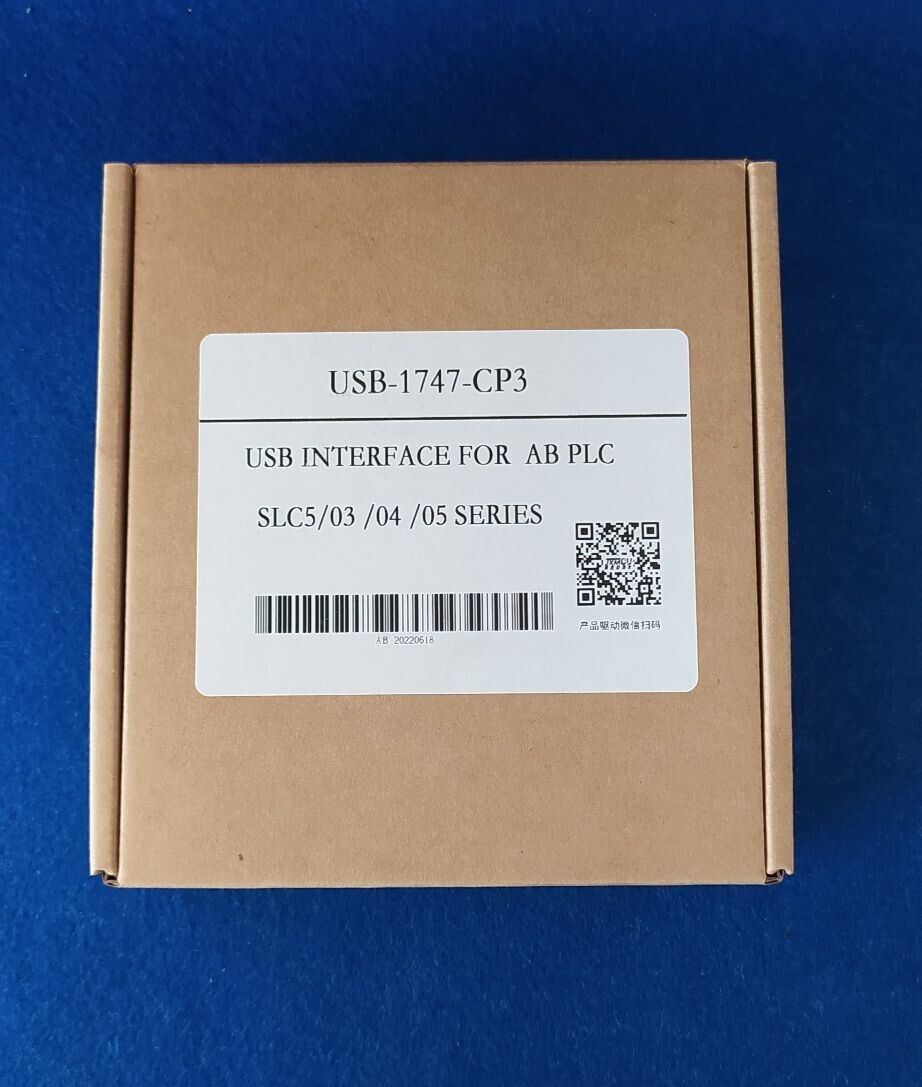 USB-1747-CP3
USB INTERFACE FOR AB PLC
SLC5/03 /04 /05 SERIES
AB 20220618
产品驱动微信扫码